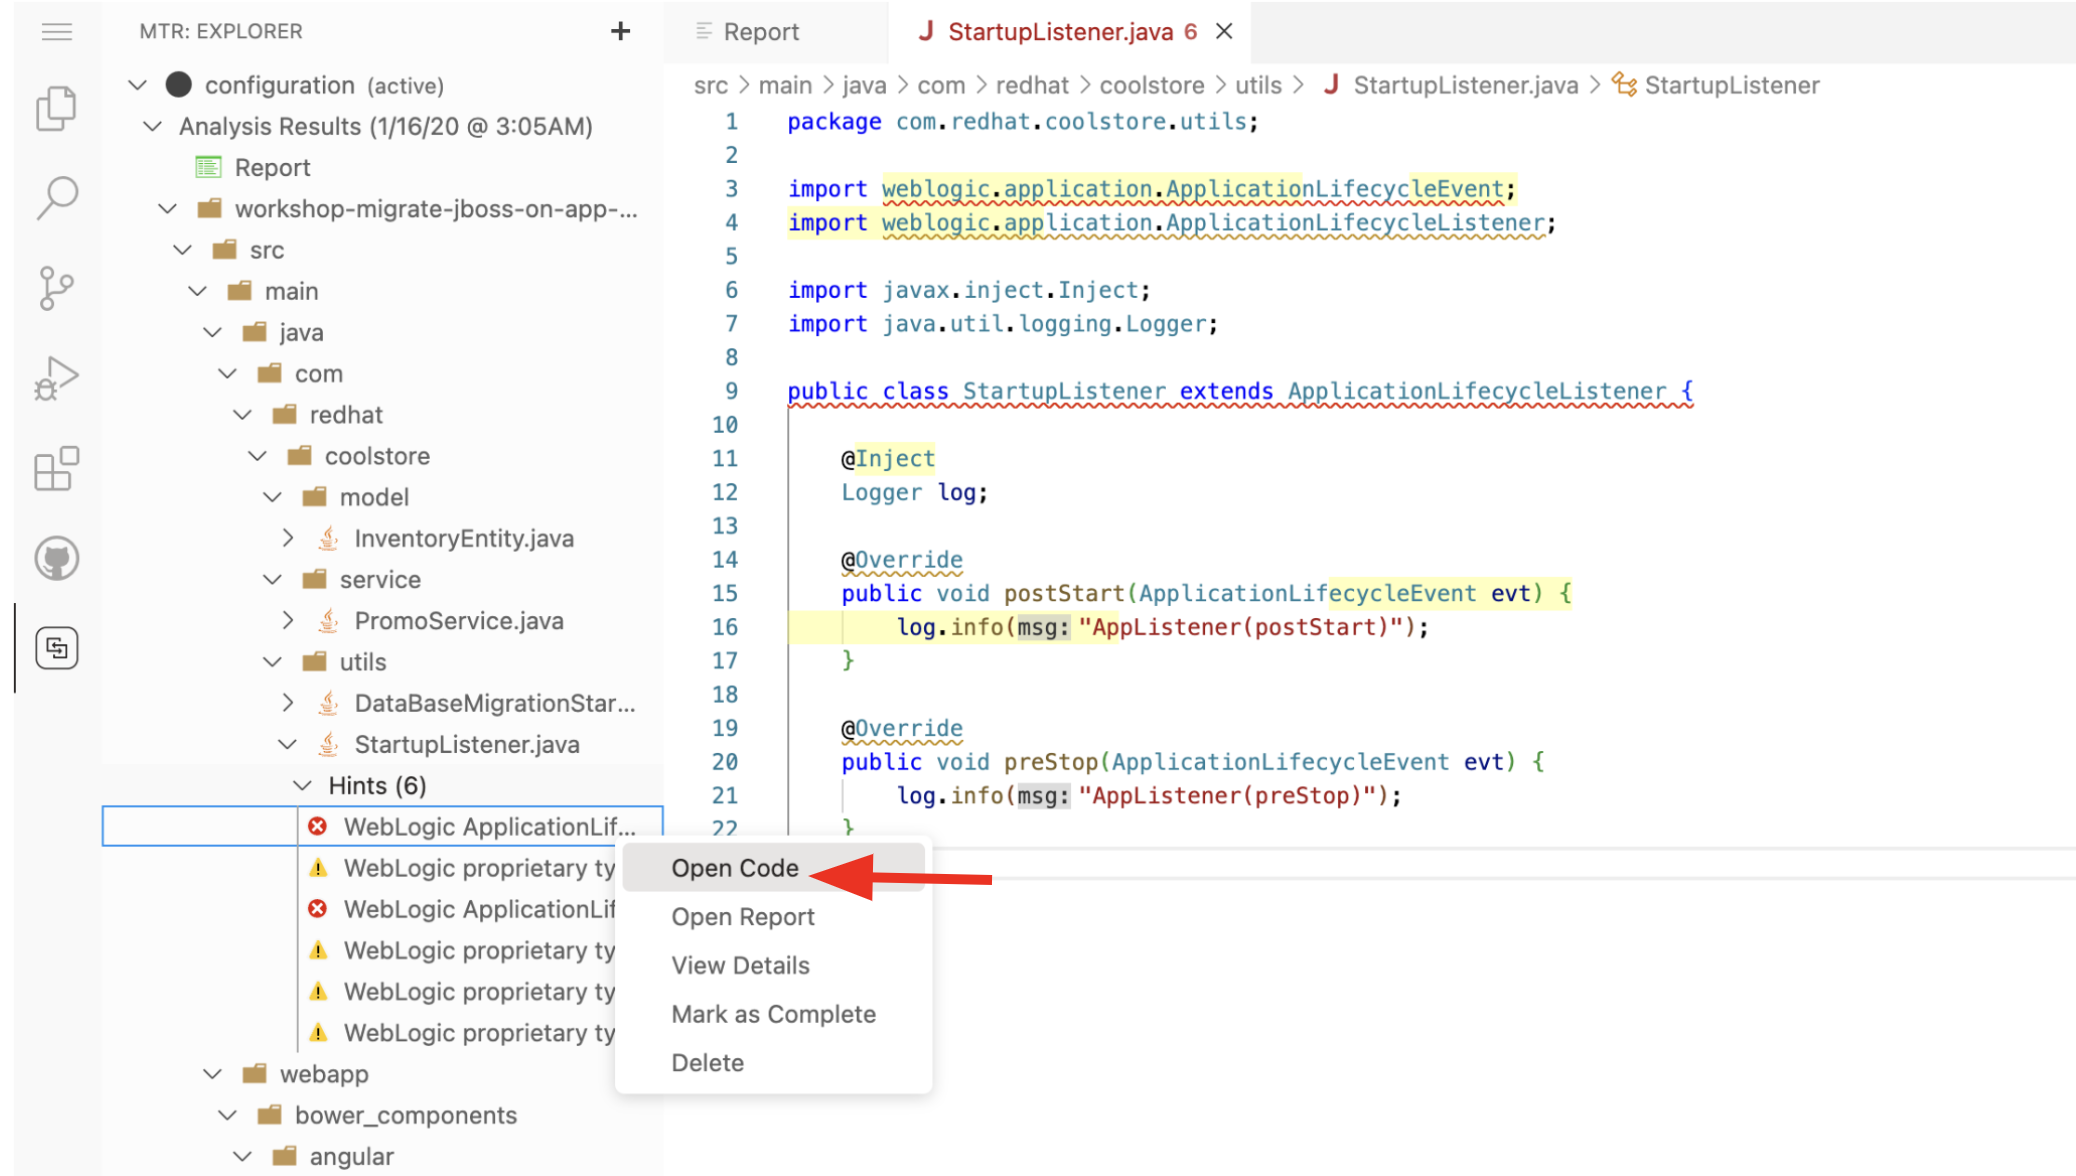 MTR: EXPLORER
configuration (active)
Analysis Results (1/16/20 @ 3:05AM)
Report
workshop-migrate-jboss-on-app-...
src
main
java
com
redhat
coolstore
model
InventoryEntity.java
service
PromoService.java
utils
DataBaseMigrationStar...
StartupListener.java
Hints (6)
WebLogic ApplicationLif...
WebLogic proprietary ty
WebLogic ApplicationLif
WebLogic proprietary ty
WebLogic proprietary ty
WebLogic proprietary ty
webapp
bower_components
angular
Open Code
Open Report
View Details
Mark as Complete
Delete
Report
J StartupListener.java 6
src > main > java > com > redhat > coolstore > utils > J StartupListener.java > StartupListener
1 package com.redhat.coolstore.utils;
2
3 import weblogic.application.ApplicationLifecycleEvent;
4 import weblogic.application.ApplicationLifecycleListener;
5
6 import javax.inject.Inject;
7 import java.util.logging.Logger;
8
9 public class StartupListener extends ApplicationLifecycleListener {
10
11 @Inject
12 Logger log;
13
14 @Override
15 public void postStart(ApplicationLifecycleEvent evt) {
16 log.info(msg: "AppListener(postStart)");
17 }
18
19 @Override
20 public void preStop(ApplicationLifecycleEvent evt) {
21 log.info(msg: "AppListener(preStop)");
22 }